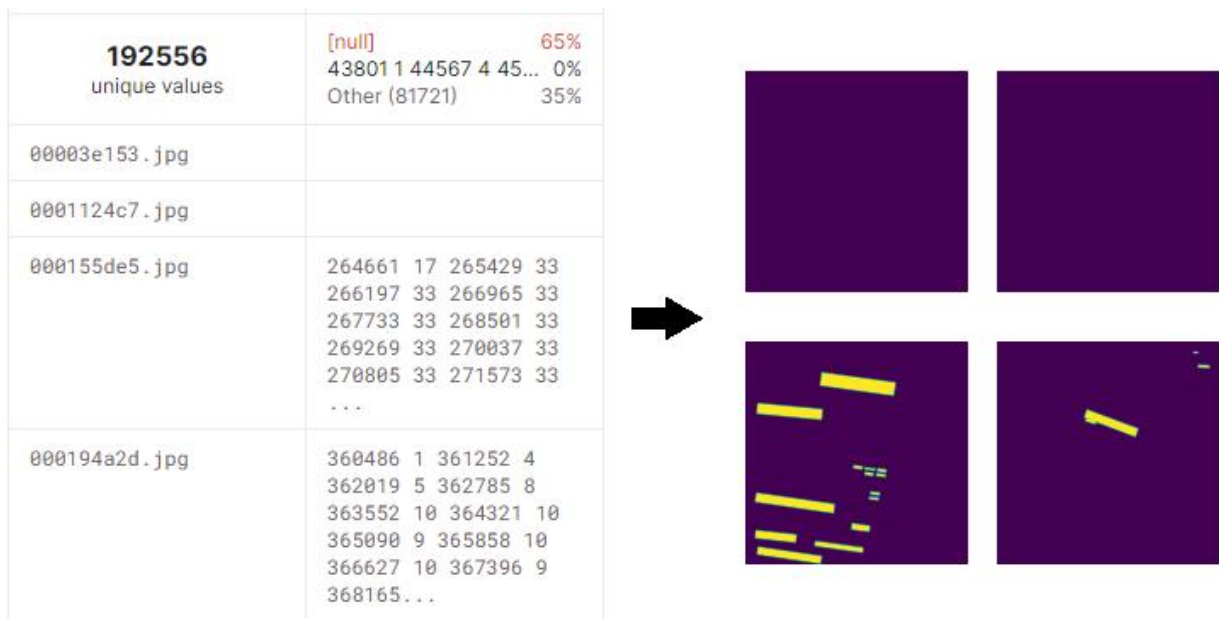 192556
unique values
[null] 65%
43801 1 44567 4 45... 0%
Other (81721) 35%
00003e153.jpg
0001124c7.jpg
000155de5.jpg
264661 17 265429 33
266197 33 266965 33
267733 33 268501 33
269269 33 270037 33
270805 33 271573 33
...
000194a2d.jpg
360486 1 361252 4
362019 5 362785 8
363552 10 364321 10
365090 9 365858 10
366627 10 367396 9
368165...